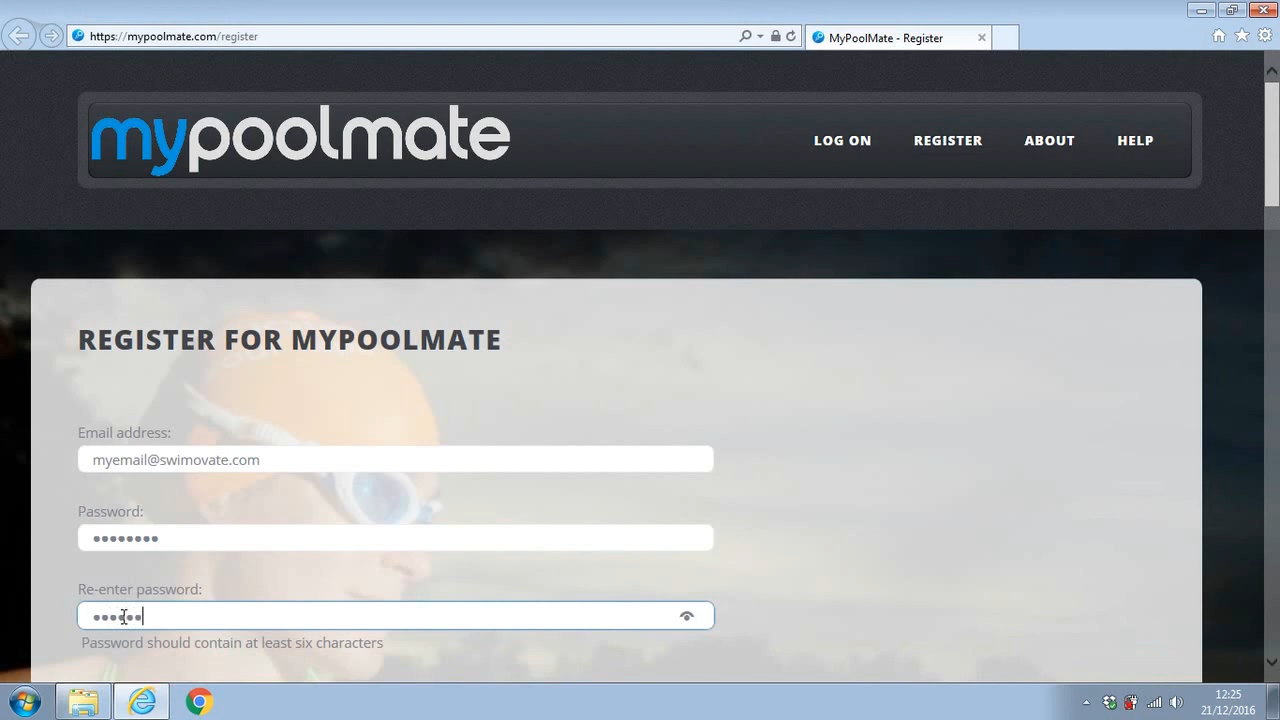 https://mypoolmate.com/register
MyPoolMate - Register
mypoolmate
LOG ON
REGISTER
ABOUT
HELP
REGISTER FOR MYPOOLMATE
Email address:
myemail@swimovate.com
Password:
••••••••
Re-enter password:
••••••
Password should contain at least six characters
12:25
21/12/2016